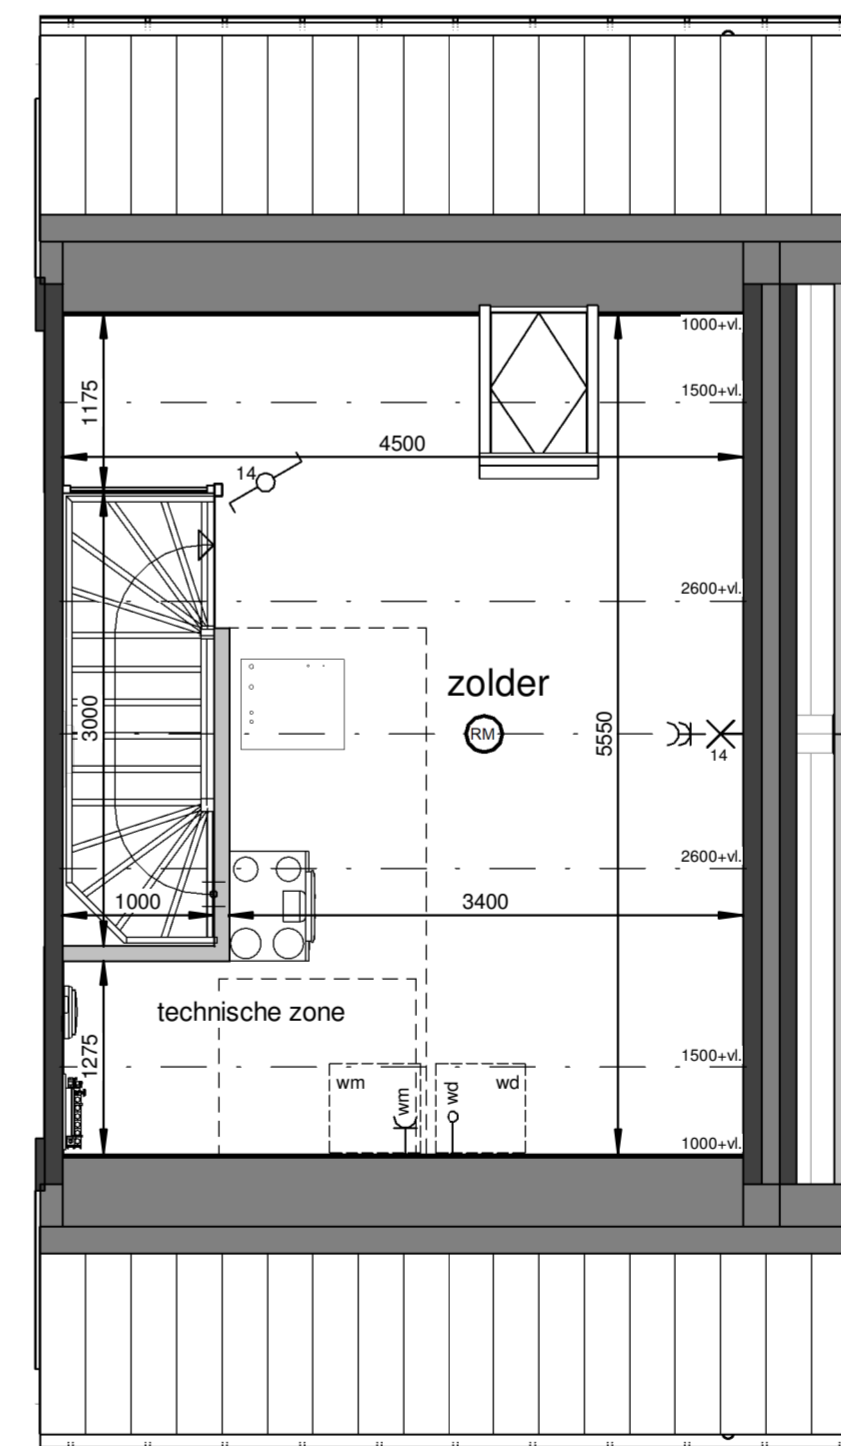 1000+vl.
1500+vl.
1175
4500
14
2600+vl.
zolder
3000
RM
5550
14
2600+vl.
1000
3400
technische zone
1275
1500+vl.
wm
wm
wd
wd
1000+vl.